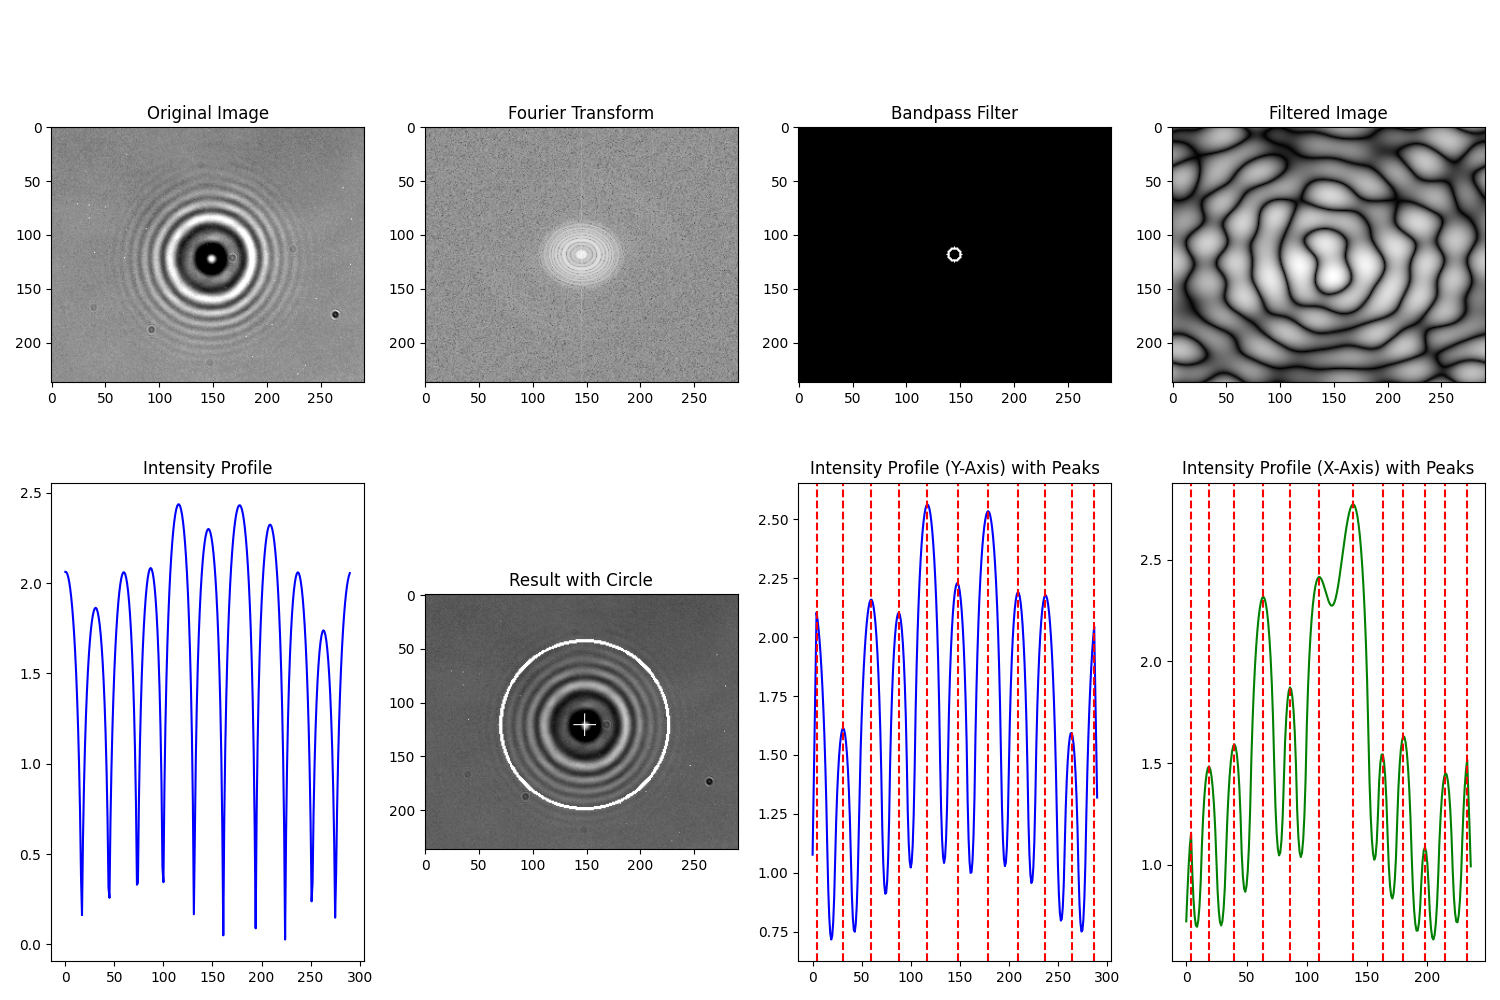 Original Image
Fourier Transform
Bandpass Filter
Filtered Image
0
50
100
150
200
0 50 100 150 200 250
0
50
100
150
200
0 50 100 150 200 250
0
50
100
150
200
0 50 100 150 200 250
0
50
100
150
200
0 50 100 150 200 250
Intensity Profile
2.5
2.0
1.5
1.0
0.5
0.0
0 50 100 150 200 250 300
Result with Circle
0
50
100
150
200
0 50 100 150 200 250
Intensity Profile (Y-Axis) with Peaks
2.50
2.25
2.00
1.75
1.50
1.25
1.00
0.75
0 50 100 150 200 250 300
Intensity Profile (X-Axis) with Peaks
2.5
2.0
1.5
1.0
0 50 100 150 200